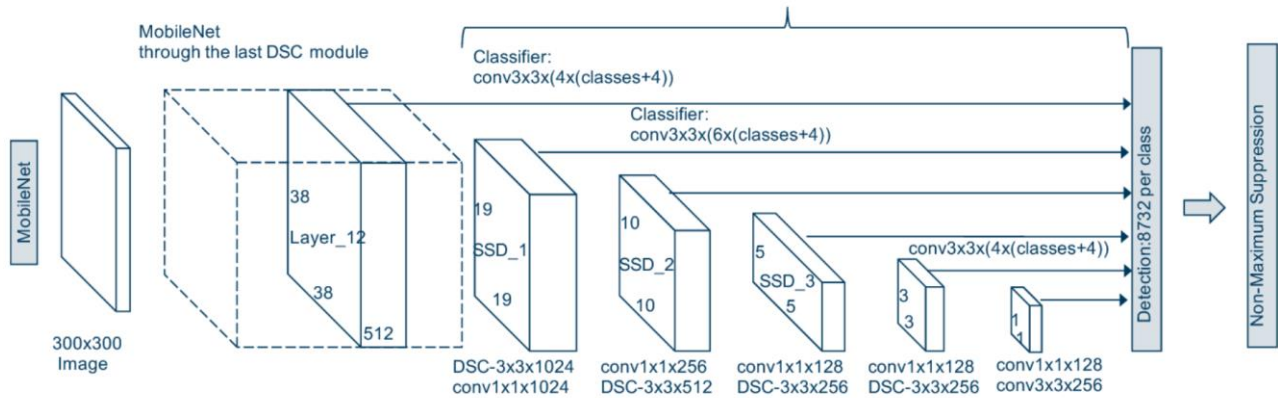 MobileNet
through the last DSC module
Classifier:
conv3x3x(4x(classes+4))
Classifier:
conv3x3x(6x(classes+4))
MobileNet
300x300
Image
38
Layer_12
38
512
19
SSD_1
19
10
SSD_2
10
5
SSD_3
5
conv3x3x(4x(classes+4))
3
3
1
1
DSC-3x3x1024
conv1x1x1024
conv1x1x256
DSC-3x3x512
conv1x1x128
DSC-3x3x256
conv1x1x128
DSC-3x3x256
conv1x1x128
conv3x3x256
Detection:8732 per class
Non-Maximum Suppression